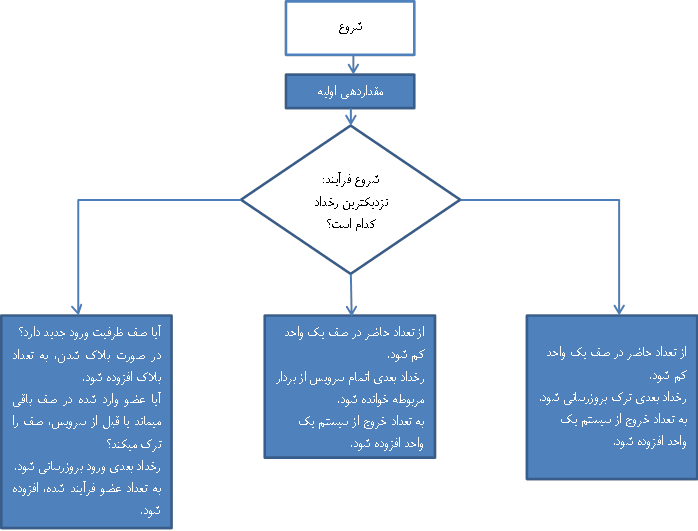 شروع
مقداردهی اولیه
شروع فرآیند:
نزدیکترین رخداد
کدام است؟
آیا صف ظرفیت ورود جدید دارد؟
در صورت بلاک شدن، به تعداد
بلاک افزوده شود.
آیا عضو وارد شده در صف باقی
میماند یا قبل از سرویس، صف را
ترک میکند؟
رخداد بعدی ورود بروزرسانی شود.
به تعداد عضو فرآیند شده، افزوده
شود.
از تعداد حاضر در صف یک واحد
کم شود.
رخداد بعدی اتمام سرویس از بردار
مربوطه خوانده شود.
به تعداد خروج از سیستم یک
واحد افزوده شود.
از تعداد حاضر در صف یک واحد
کم شود.
رخداد بعدی ترک بروزرسانی شود.
به تعداد خروج از سیستم یک
واحد افزوده شود.